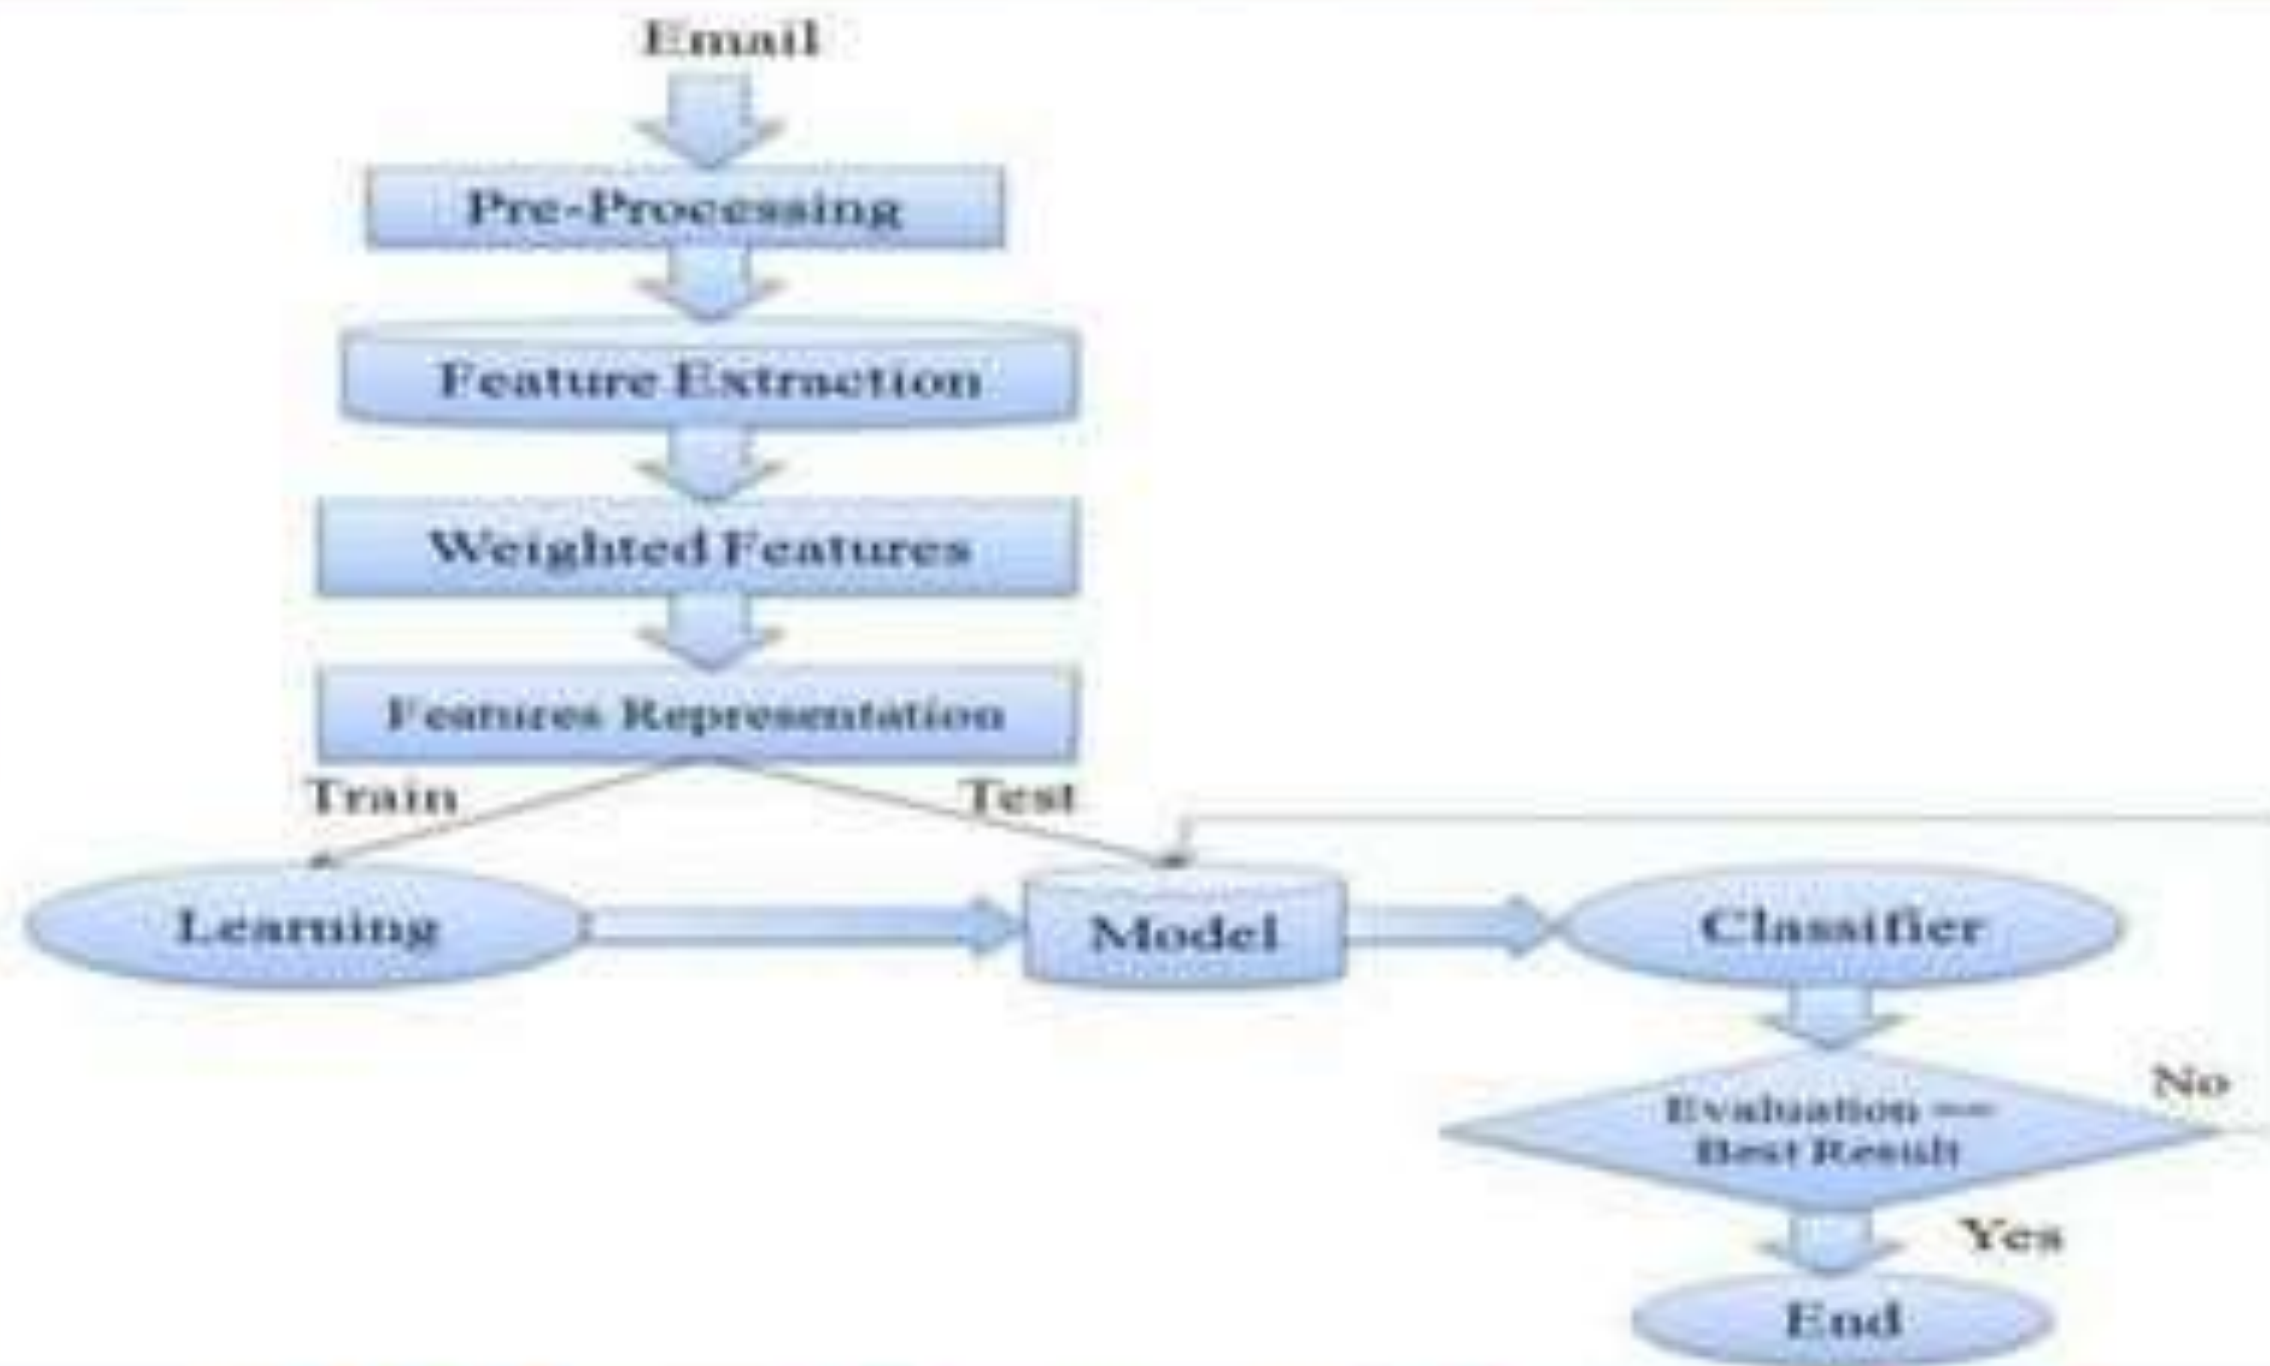 Email
Pre-Processing
Feature Extraction
Weighted Features
Features Representation
Train
Test
Learning
Model
Classifier
Evaluation ==
Best Result
No
Yes
End